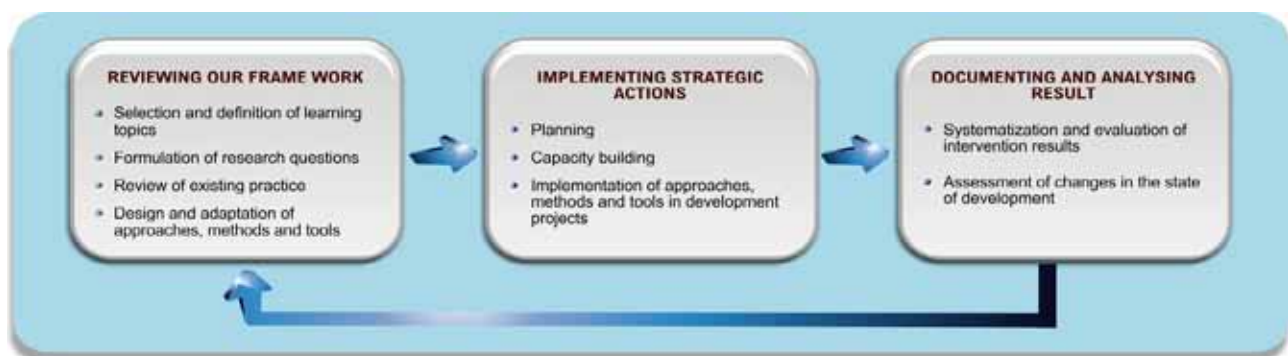 REVIEWING OUR FRAME WORK
• Selection and definition of learning
topics
• Formulation of research questions
• Review of existing practice
• Design and adaptation of
approaches, methods and tools
IMPLEMENTING STRATEGIC
ACTIONS
• Planning
• Capacity building
• Implementation of approaches,
methods and tools in development
projects
DOCUMENTING AND ANALYSING
RESULT
• Systematization and evaluation of
intervention results
• Assessment of changes in the state
of development